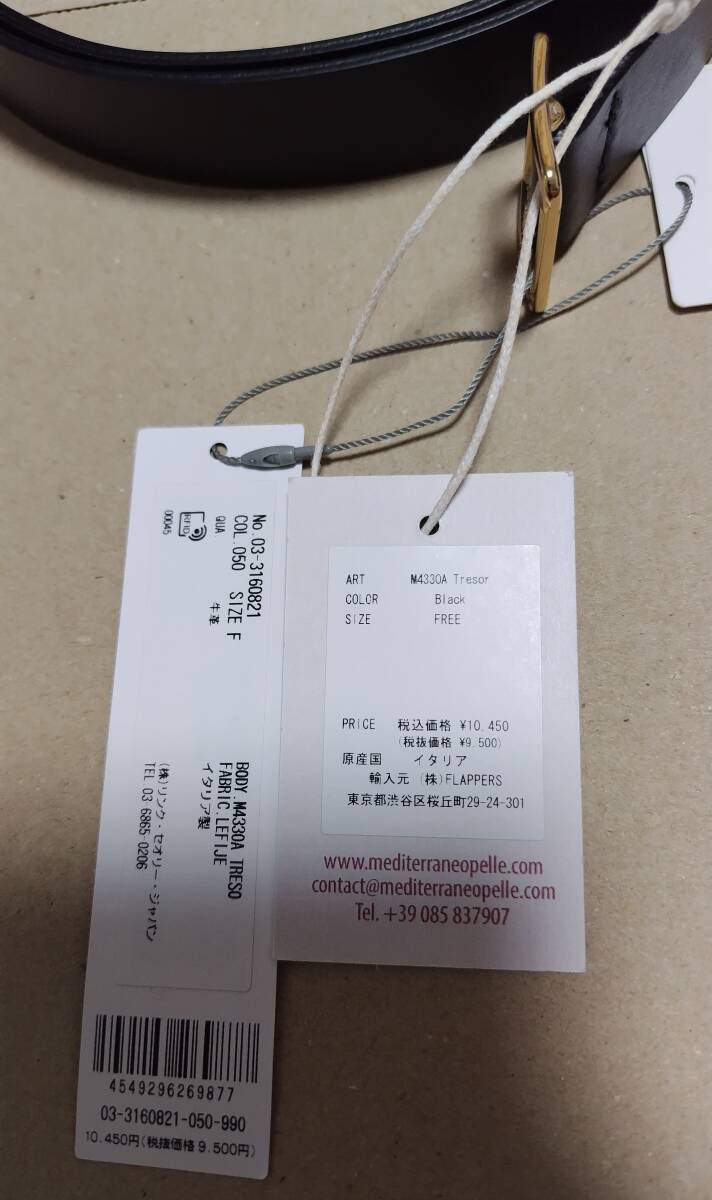 No.03-3160821
COL.050 SIZE F
QUA. 牛革
RFID
00045
BODY.M4330A TRESO
FABRIC.LEFIJE
イタリア製
(株)リンク・セオリー・ジャパン
TEL 03 6865 0206
4549296269877
03-3160821-050-990
10.450円(税抜価格 9.500円)
ART M4330A Tresor
COLOR Black
SIZE FREE
PRICE 税込価格 ¥10.450
(税抜価格 ¥9.500)
原産国 イタリア
輸入元 (株)FLAPPERS
東京都渋谷区桜丘町29-24-301
www.mediterraneopelle.com
contact@mediterraneopelle.com
Tel. +39 085 837907